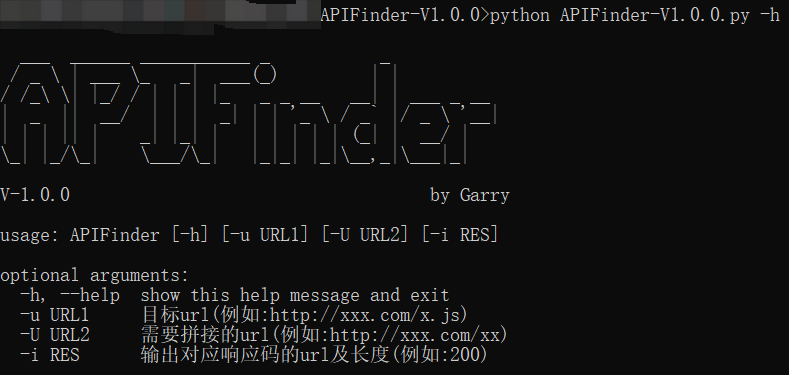 APIFinder-V1.0.0>python APIFinder-V1.0.0.py -h
APIFinder
V-1.0.0 by Garry
usage: APIFinder [-h] [-u URL1] [-U URL2] [-i RES]
optional arguments:
-h, --help show this help message and exit
-u URL1 目标url(例如:http://xxx.com/x.js)
-U URL2 需要拼接的url(例如:http://xxx.com/xx)
-i RES 输出对应响应码的url及长度(例如:200)